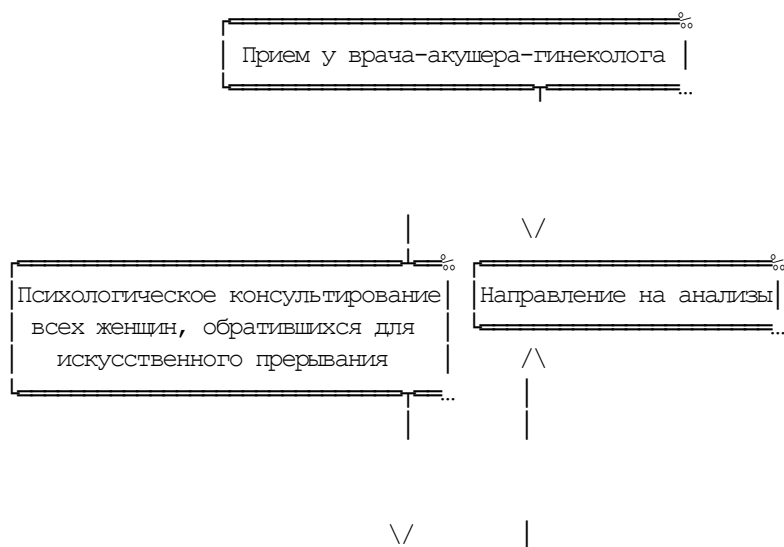 Прием у врача-акушера-гинеколога
Психологическое консультирование
всех женщин, обратившихся для
искусственного прерывания
Направление на анализы